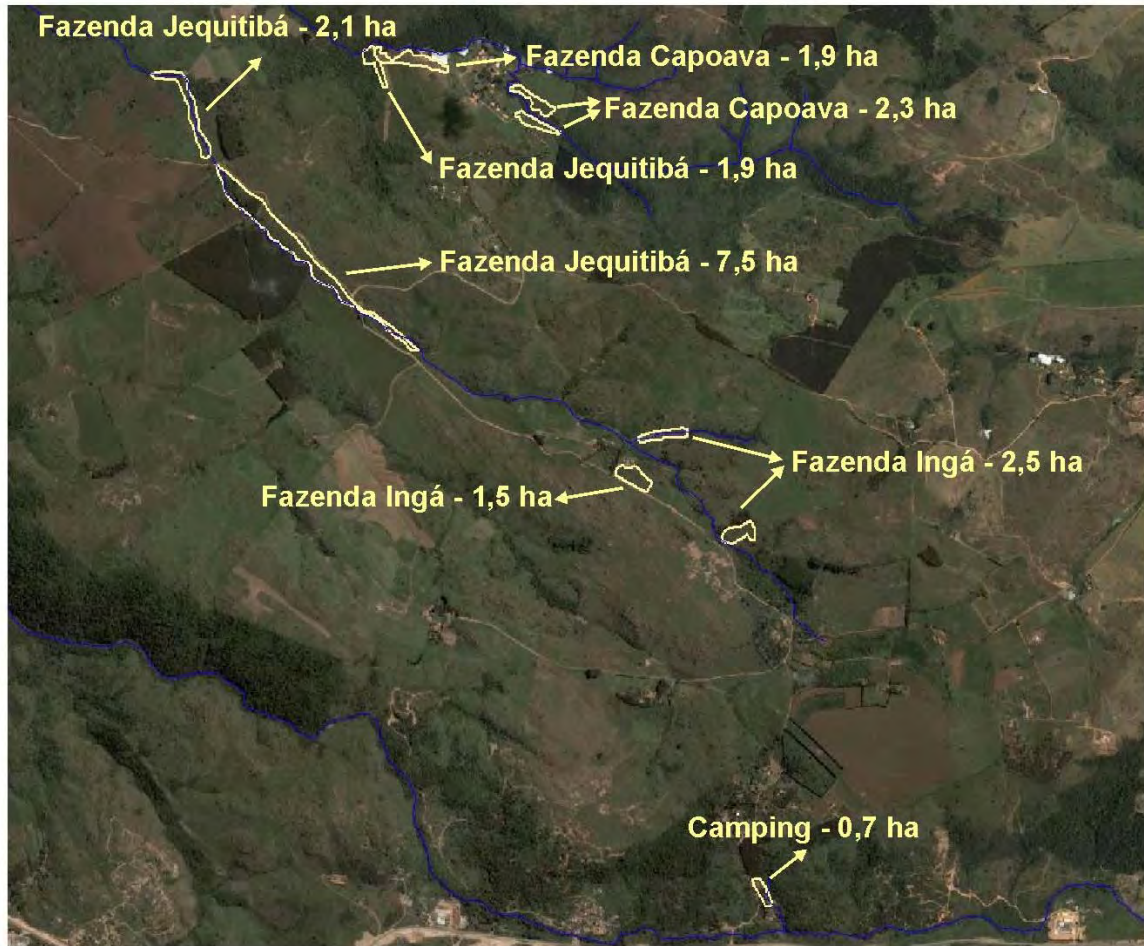 Fazenda Jequitibá - 2,1 ha
Fazenda Capoava - 1,9 ha
Fazenda Capoava - 2,3 ha
Fazenda Jequitibá - 1,9 ha
Fazenda Jequitibá - 7,5 ha
Fazenda Ingá - 2,5 ha
Fazenda Ingá - 1,5 ha
Camping - 0,7 ha